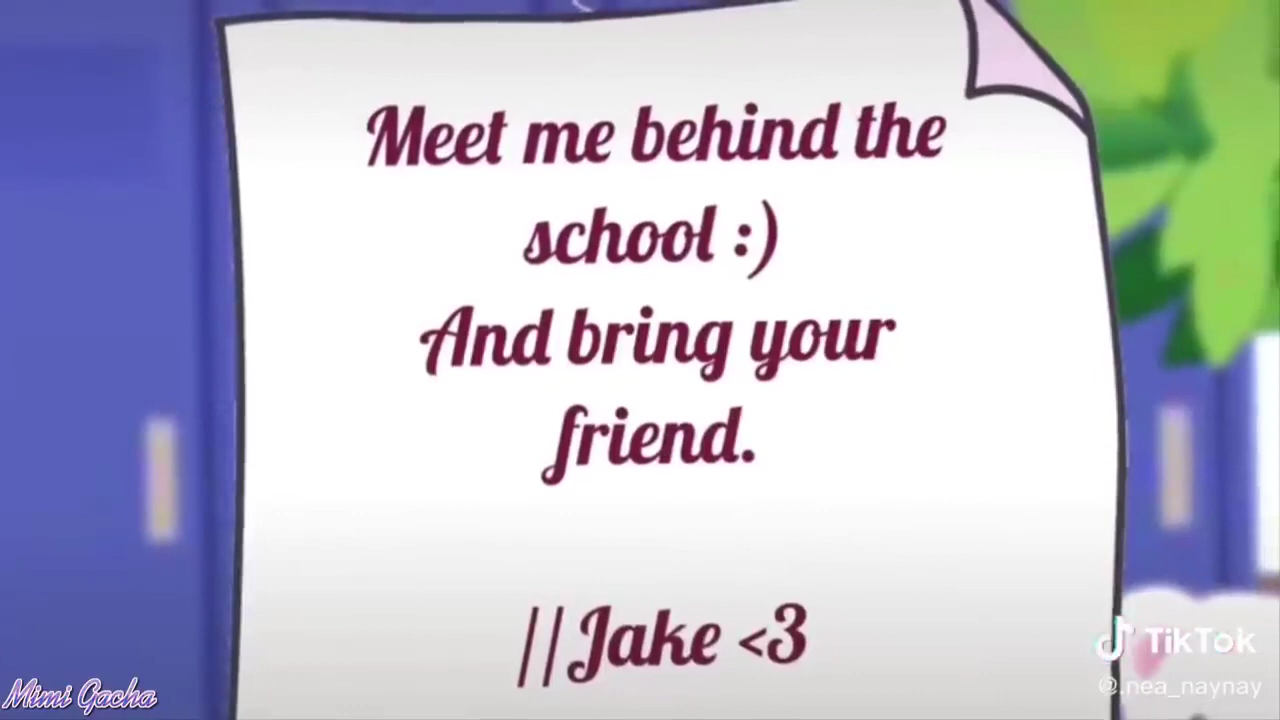 Meet me behind the
school :)
And bring your
friend.
//Jake <3
TikTok
@.nea_naynay
Mimi Gacha